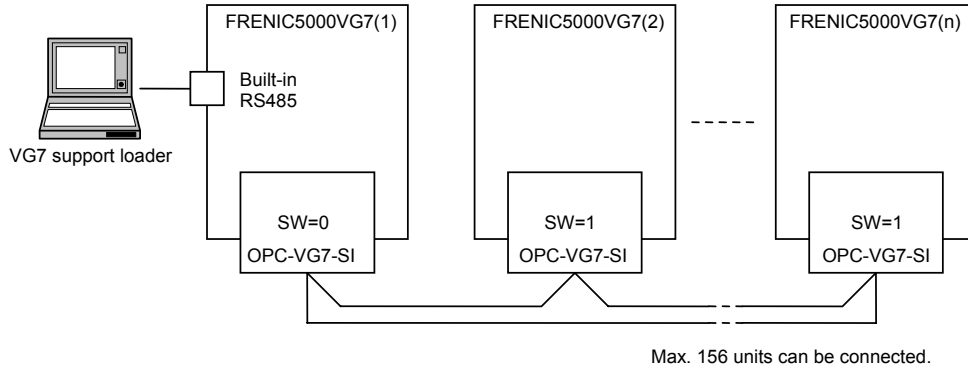 FRENIC5000VG7(1)
FRENIC5000VG7(2)
FRENIC5000VG7(n)
Built-in
RS485
VG7 support loader
SW=0
SW=1
SW=1
OPC-VG7-SI
OPC-VG7-SI
OPC-VG7-SI
Max. 156 units can be connected.